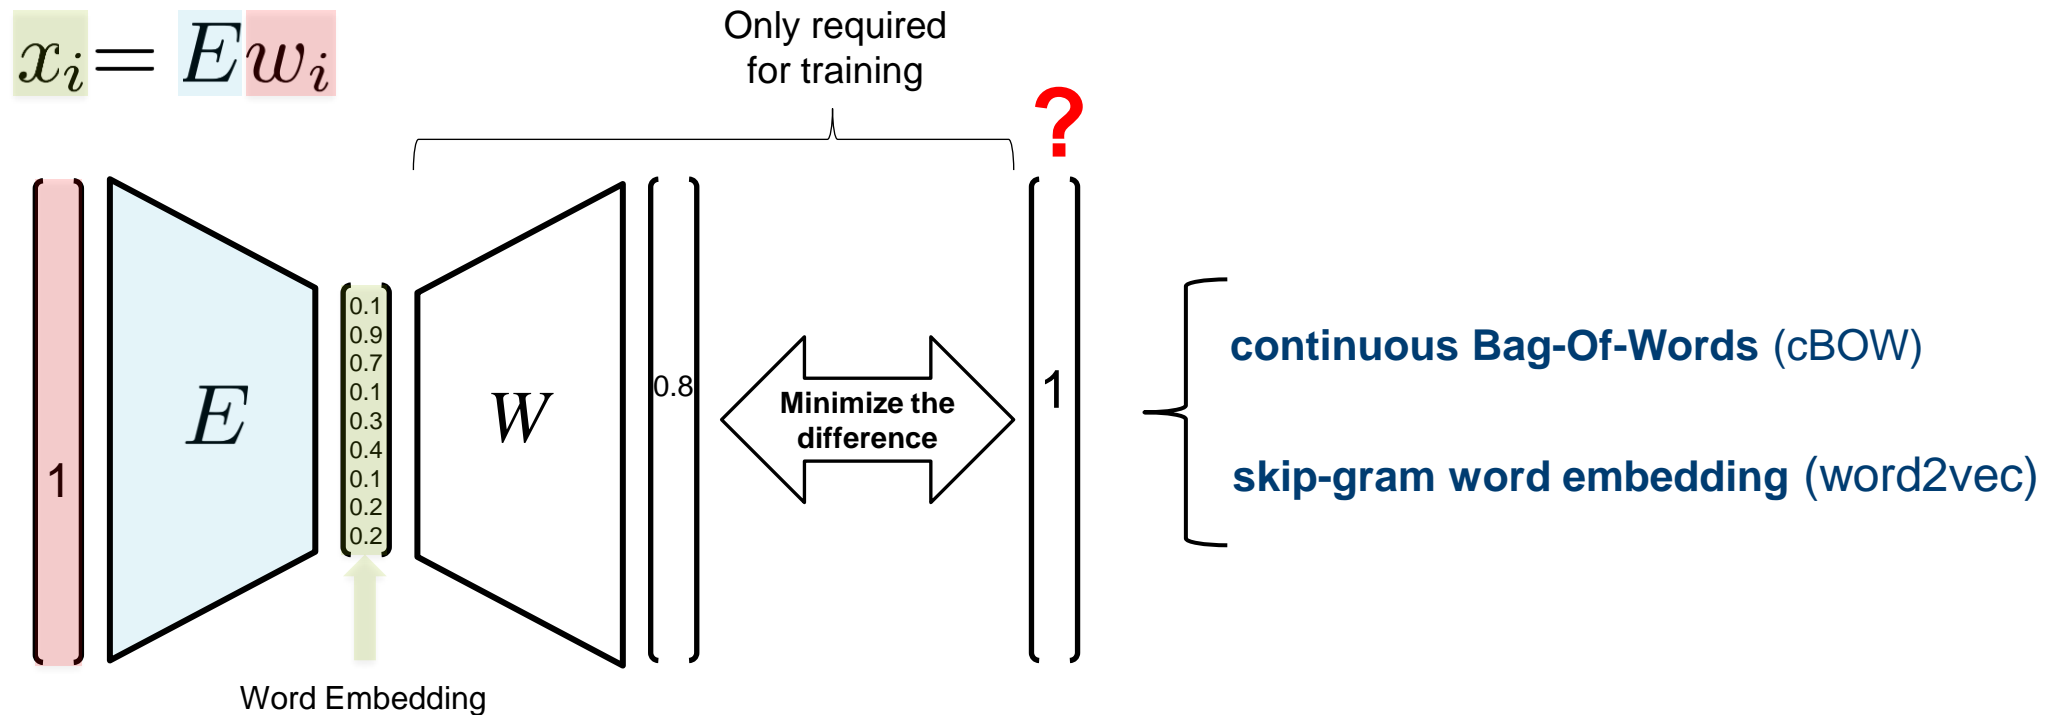 x_i = E w_i
Only required
for training
?
1
E
0.1
0.9
0.7
0.1
0.3
0.4
0.1
0.2
0.2
W
0.8
Minimize the
difference
1
continuous Bag-Of-Words (cBOW)
skip-gram word embedding (word2vec)
Word Embedding